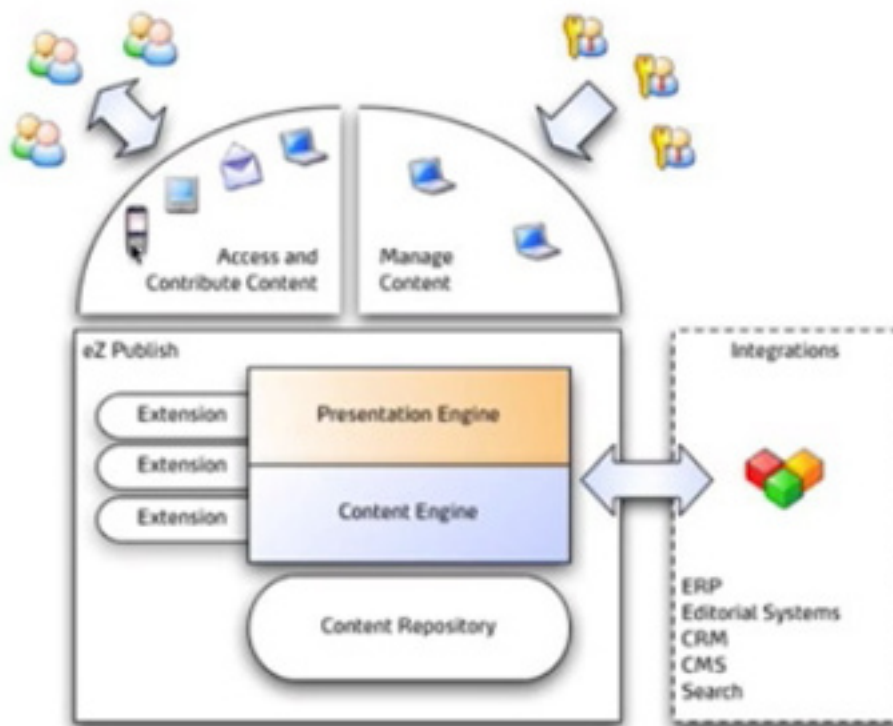 Access and
Contribute Content
Manage
Content
eZ Publish
Extension
Extension
Extension
Presentation Engine
Content Engine
Content Repository
Integrations
ERP
Editorial Systems
CRM
CMS
Search